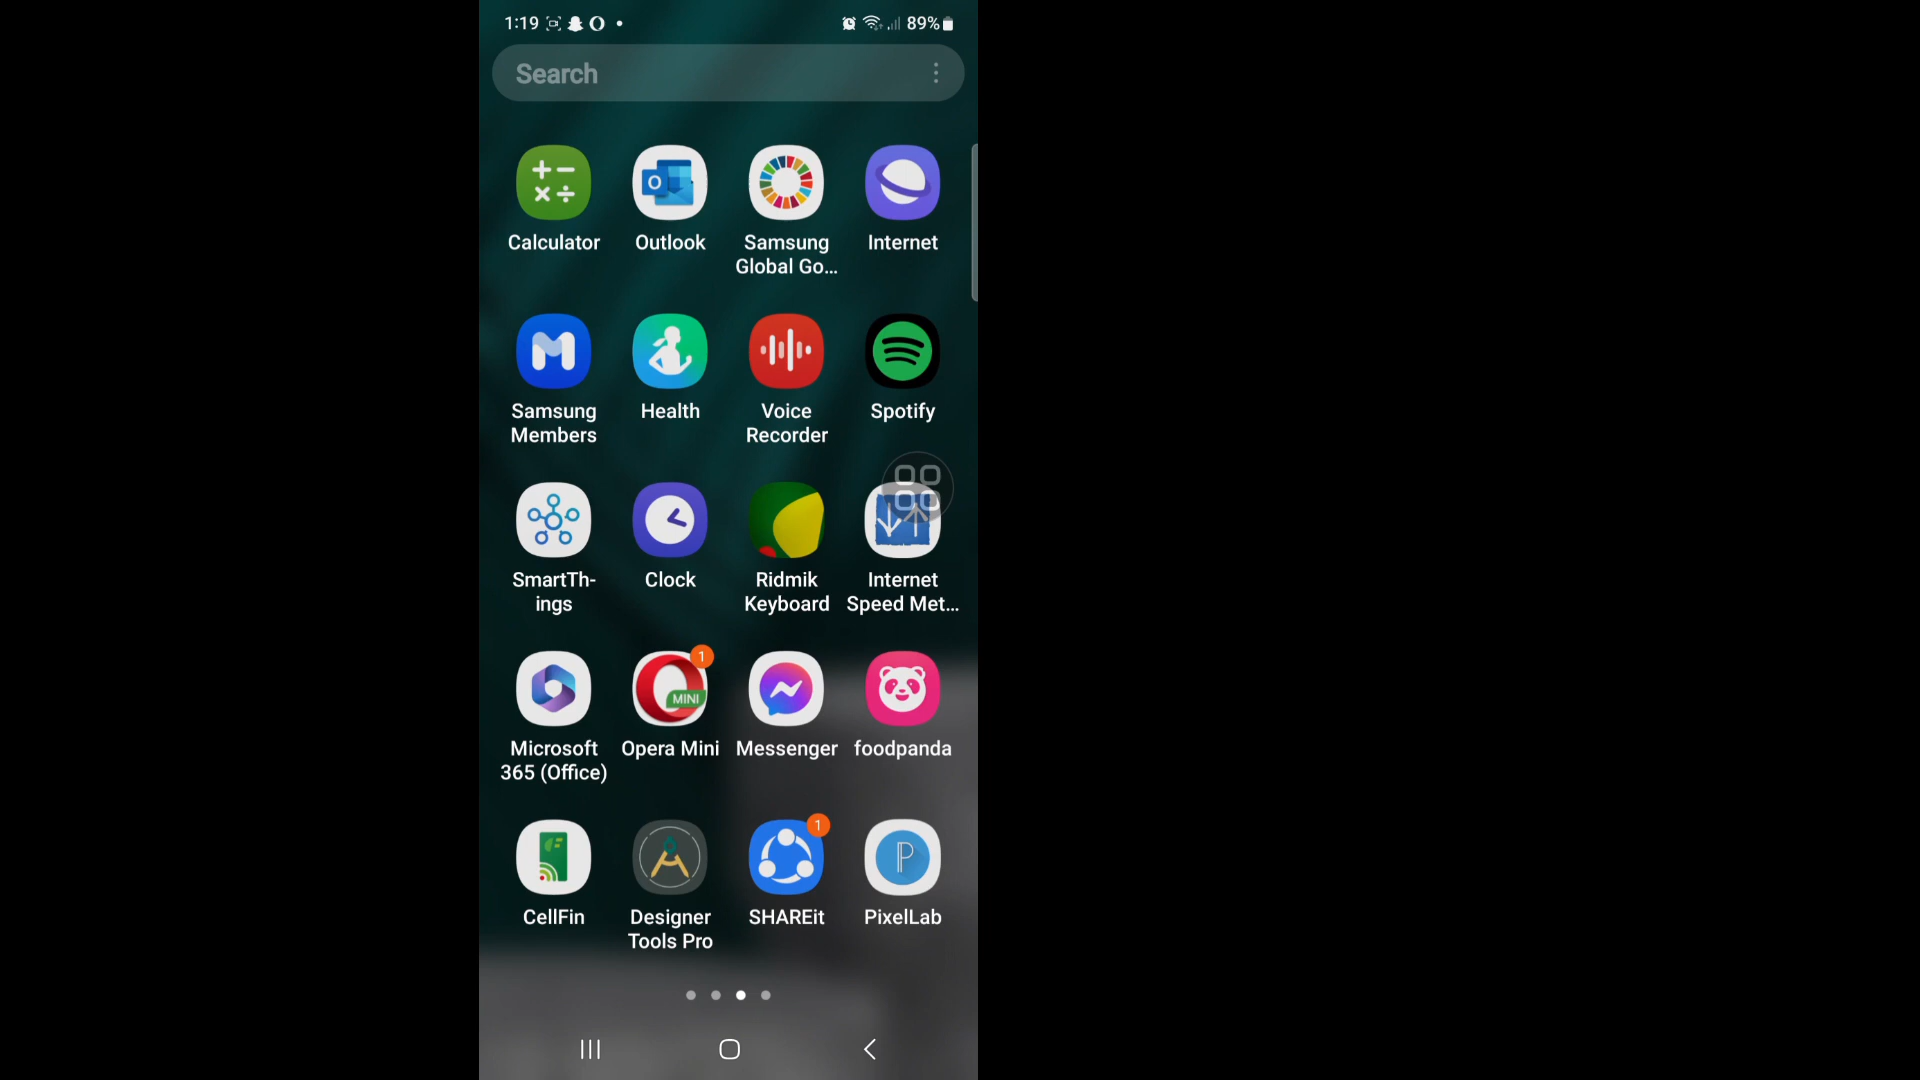 1:19
89%
Search
Calculator
Outlook
Samsung
Global Go...
Internet
Samsung
Members
Health
Voice
Recorder
Spotify
SmartTh-
ings
Clock
Ridmik
Keyboard
Internet
Speed Met...
1
MINI
Microsoft
365 (Office)
Opera Mini
Messenger
foodpanda
1
CellFin
Designer
Tools Pro
SHAREit
P
PixelLab